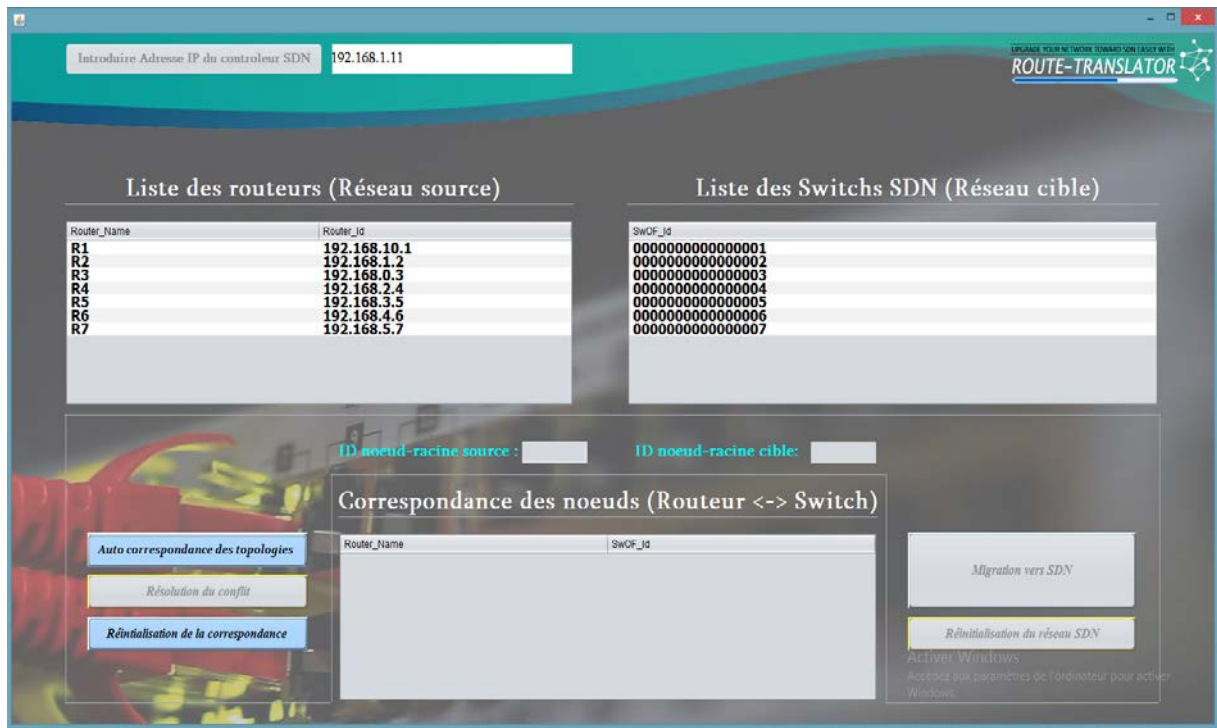 Introduire Adresse IP du controleur SDN 192.168.1.11
UPGRADE YOUR NETWORK TOWARD SDN EASILY WITH
ROUTE-TRANSLATOR
Liste des routeurs (Réseau source)
Liste des Switchs SDN (Réseau cible)
Router_Name Router_Id
R1 192.168.10.1
R2 192.168.1.2
R3 192.168.0.3
R4 192.168.2.4
R5 192.168.3.5
R6 192.168.4.6
R7 192.168.5.7
SwOF_Id
0000000000000001
0000000000000002
0000000000000003
0000000000000004
0000000000000005
0000000000000006
0000000000000007
ID noeud-racine source : ID noeud-racine cible:
Correspondance des noeuds (Routeur <-> Switch)
Router_Name SwOF_Id
Auto correspondance des topologies
Résolution du conflit
Réintialisation de la correspondance
Migration vers SDN
Réinitialisation du réseau SDN
Activer Windows
Accédez aux paramètres de l'ordinateur pour activer
Windows.